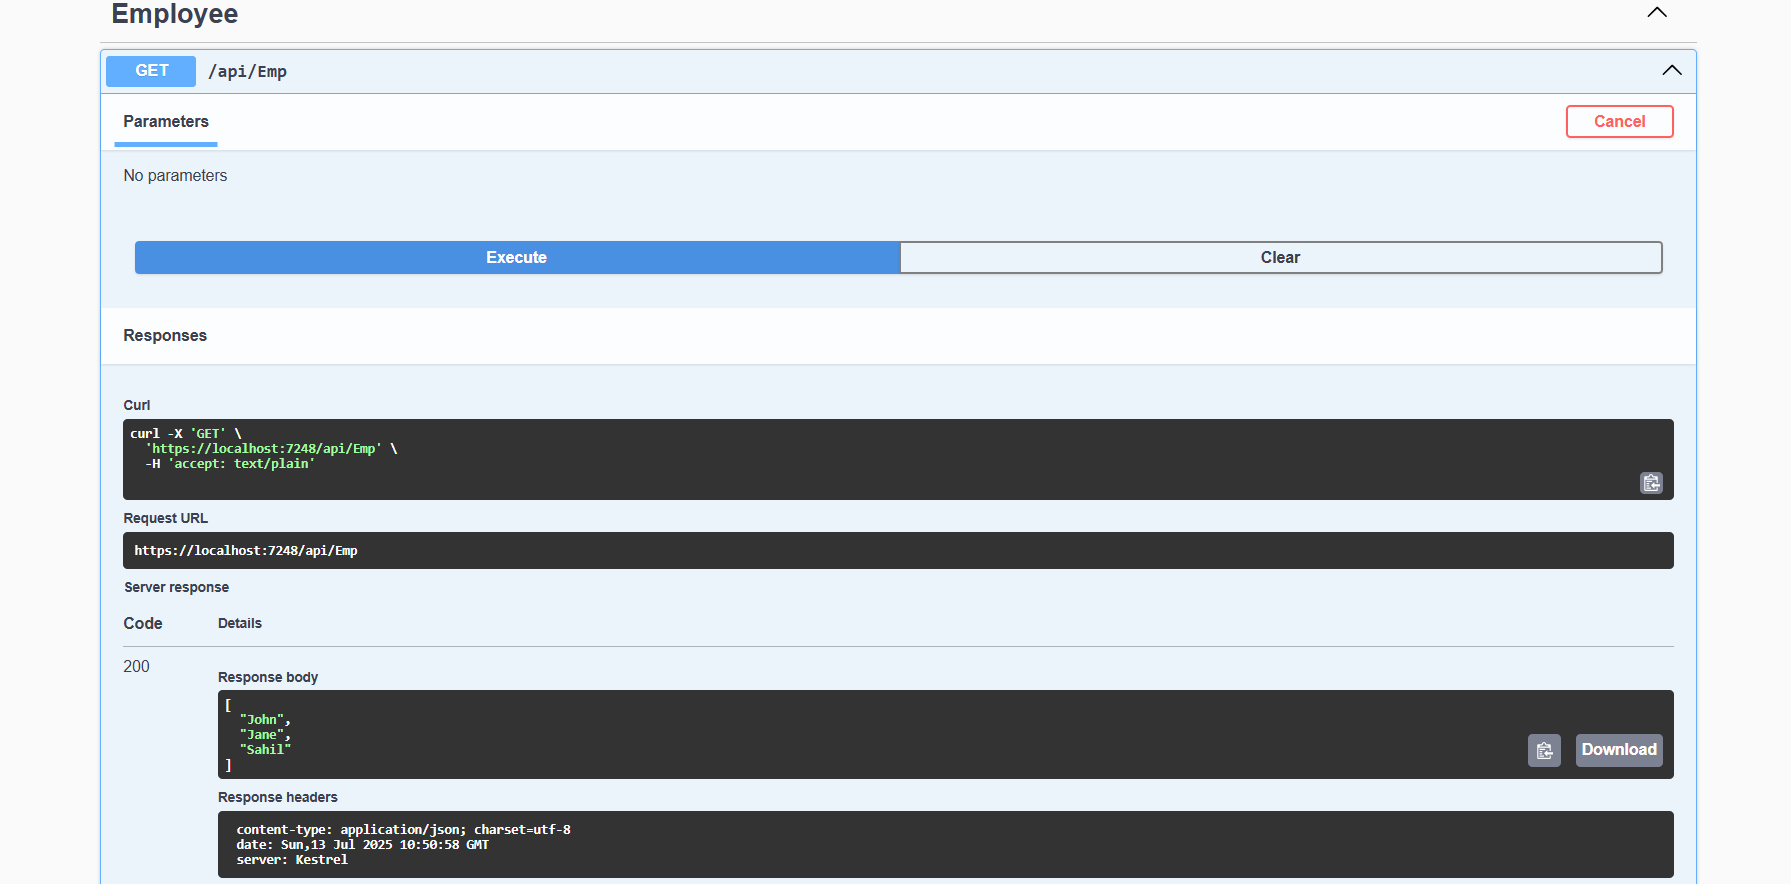 Employee
GET /api/Emp
Parameters Cancel
No parameters
Execute Clear
Responses
Curl
curl -X 'GET' \
  'https://localhost:7248/api/Emp' \
  -H 'accept: text/plain'
Request URL
https://localhost:7248/api/Emp
Server response
Code Details
200
Response body
[
  "John",
  "Jane",
  "Sahil"
]
Download
Response headers
content-type: application/json; charset=utf-8
date: Sun,13 Jul 2025 10:50:58 GMT
server: Kestrel